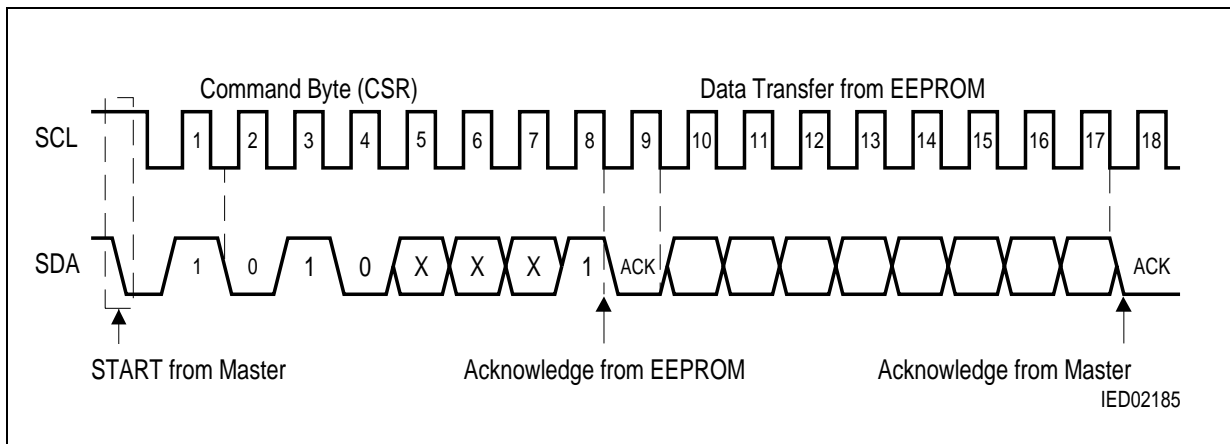 Command Byte (CSR) Data Transfer from EEPROM
SCL 1 2 3 4 5 6 7 8 9 10 11 12 13 14 15 16 17 18
SDA 1 0 1 0 X X X 1 ACK ACK
START from Master Acknowledge from EEPROM Acknowledge from Master
IED02185